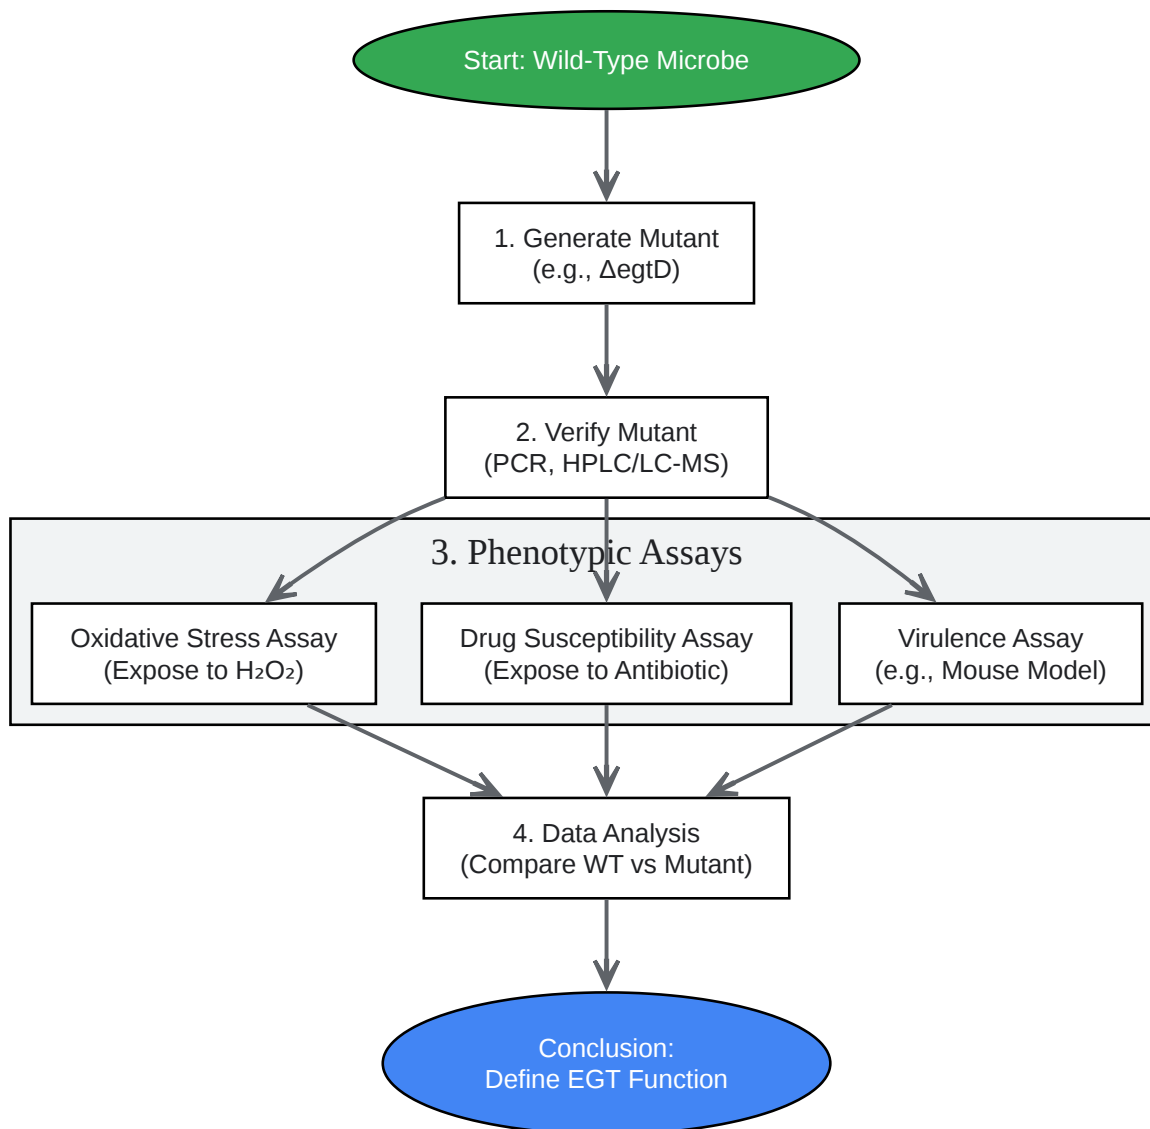 Start: Wild-Type Microbe
1. Generate Mutant
(e.g., ΔegtD)
2. Verify Mutant
(PCR, HPLC/LC-MS)
3. Phenotypic Assays
Oxidative Stress Assay
(Expose to H₂O₂)
Drug Susceptibility Assay
(Expose to Antibiotic)
Virulence Assay
(e.g., Mouse Model)
4. Data Analysis
(Compare WT vs Mutant)
Conclusion:
Define EGT Function